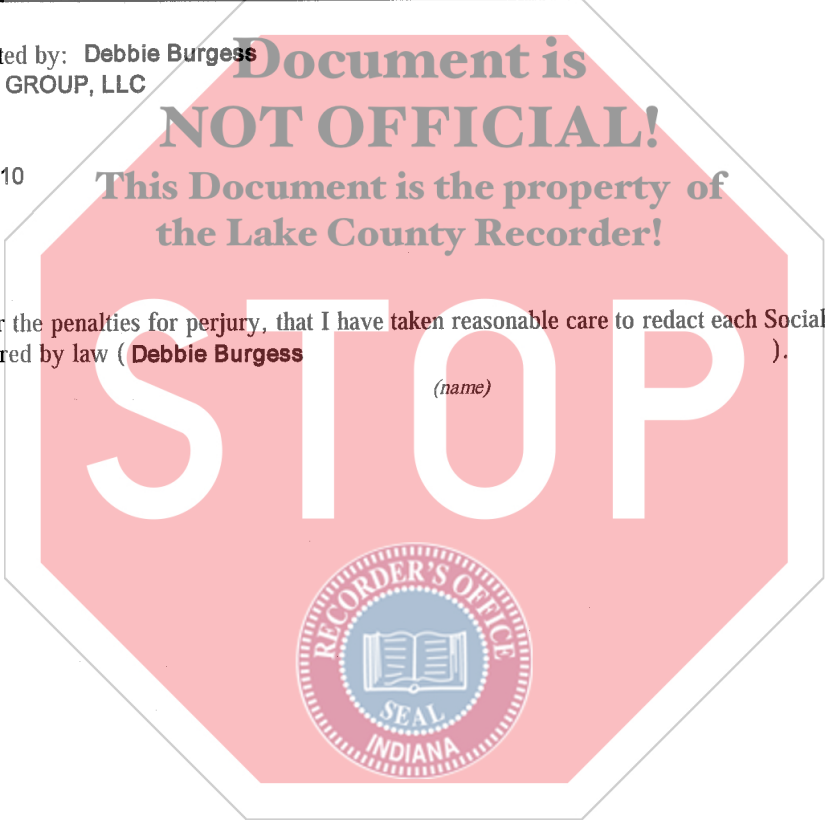 ted by: Debbie Burgess
GROUP, LLC
Document is
NOT OFFICIAL!
10
This Document is the property of
the Lake County Recorder!
r the penalties for perjury, that I have taken reasonable care to redact each Social
red by law ( Debbie Burgess ).
(name)
STOP
RECORDER'S OFFICE
SEAL
INDIANA